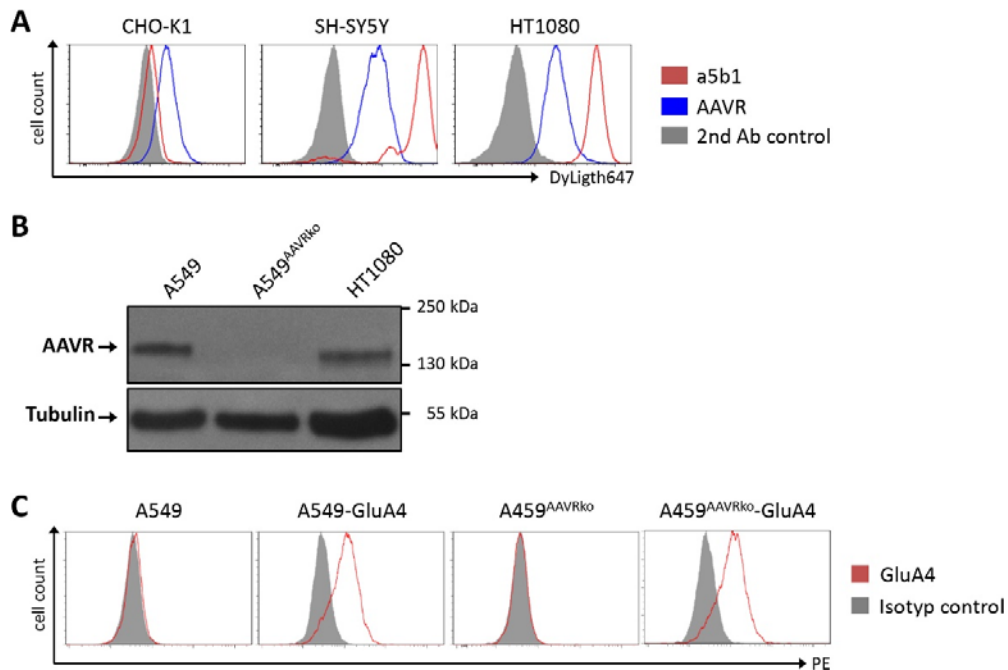 A
CHO-K1 SH-SY5Y HT1080
cell count
a5b1
AAVR
2nd Ab control
DyLigth647
B
A549 A549AAVRko HT1080
250 kDa
AAVR
130 kDa
Tubulin
55 kDa
C
A549 A549-GluA4 A459AAVRko A459AAVRko-GluA4
cell count
GluA4
Isotyp control
PE